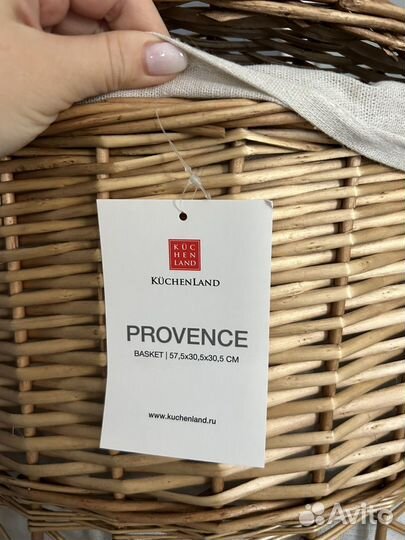 KÜC
HEN
LAND
KÜCHENLAND
PROVENCE
BASKET | 57,5x30,5x30,5 CM
www.kuchenland.ru
Avito